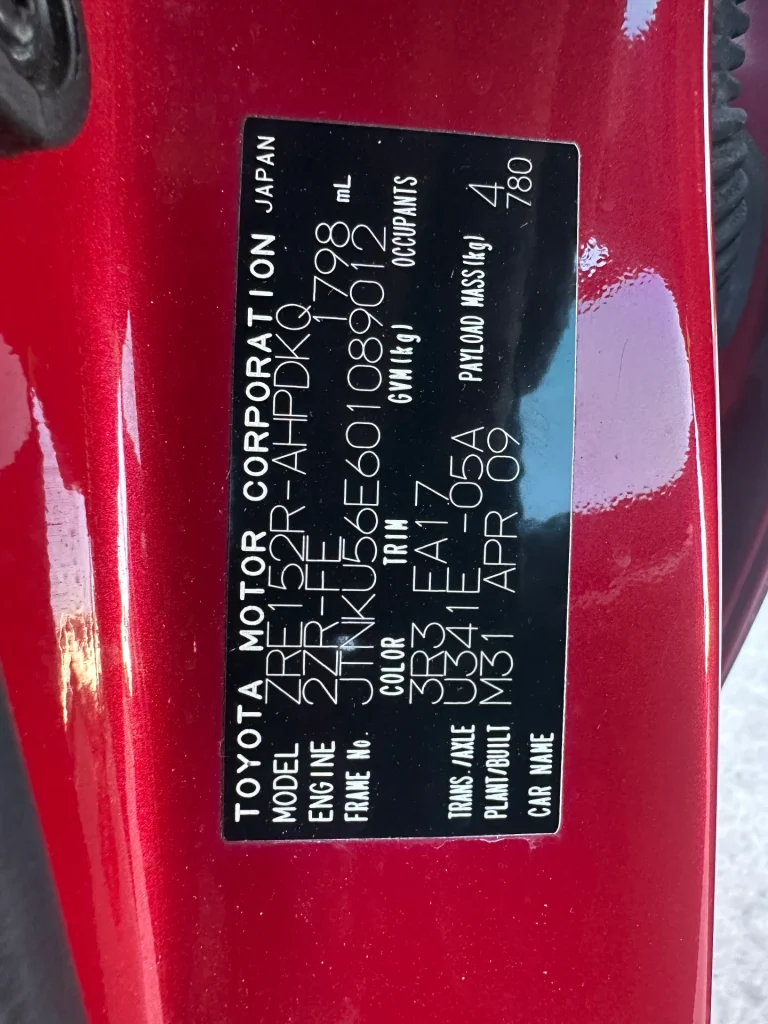 TOYOTA MOTOR CORPORATION JAPAN
MODEL ZRE152R-AHPDKQ
ENGINE 2ZR-FE 1798 mL
FRAME No. JTNKU56E601089012
COLOR TRIM GVM(kg) OCCUPANTS
3R3 EA17
TRANS./AXLE U341E -05A PAYLOAD MASS(kg) 4
PLANT/BUILT M31 APR 09 780
CAR NAME